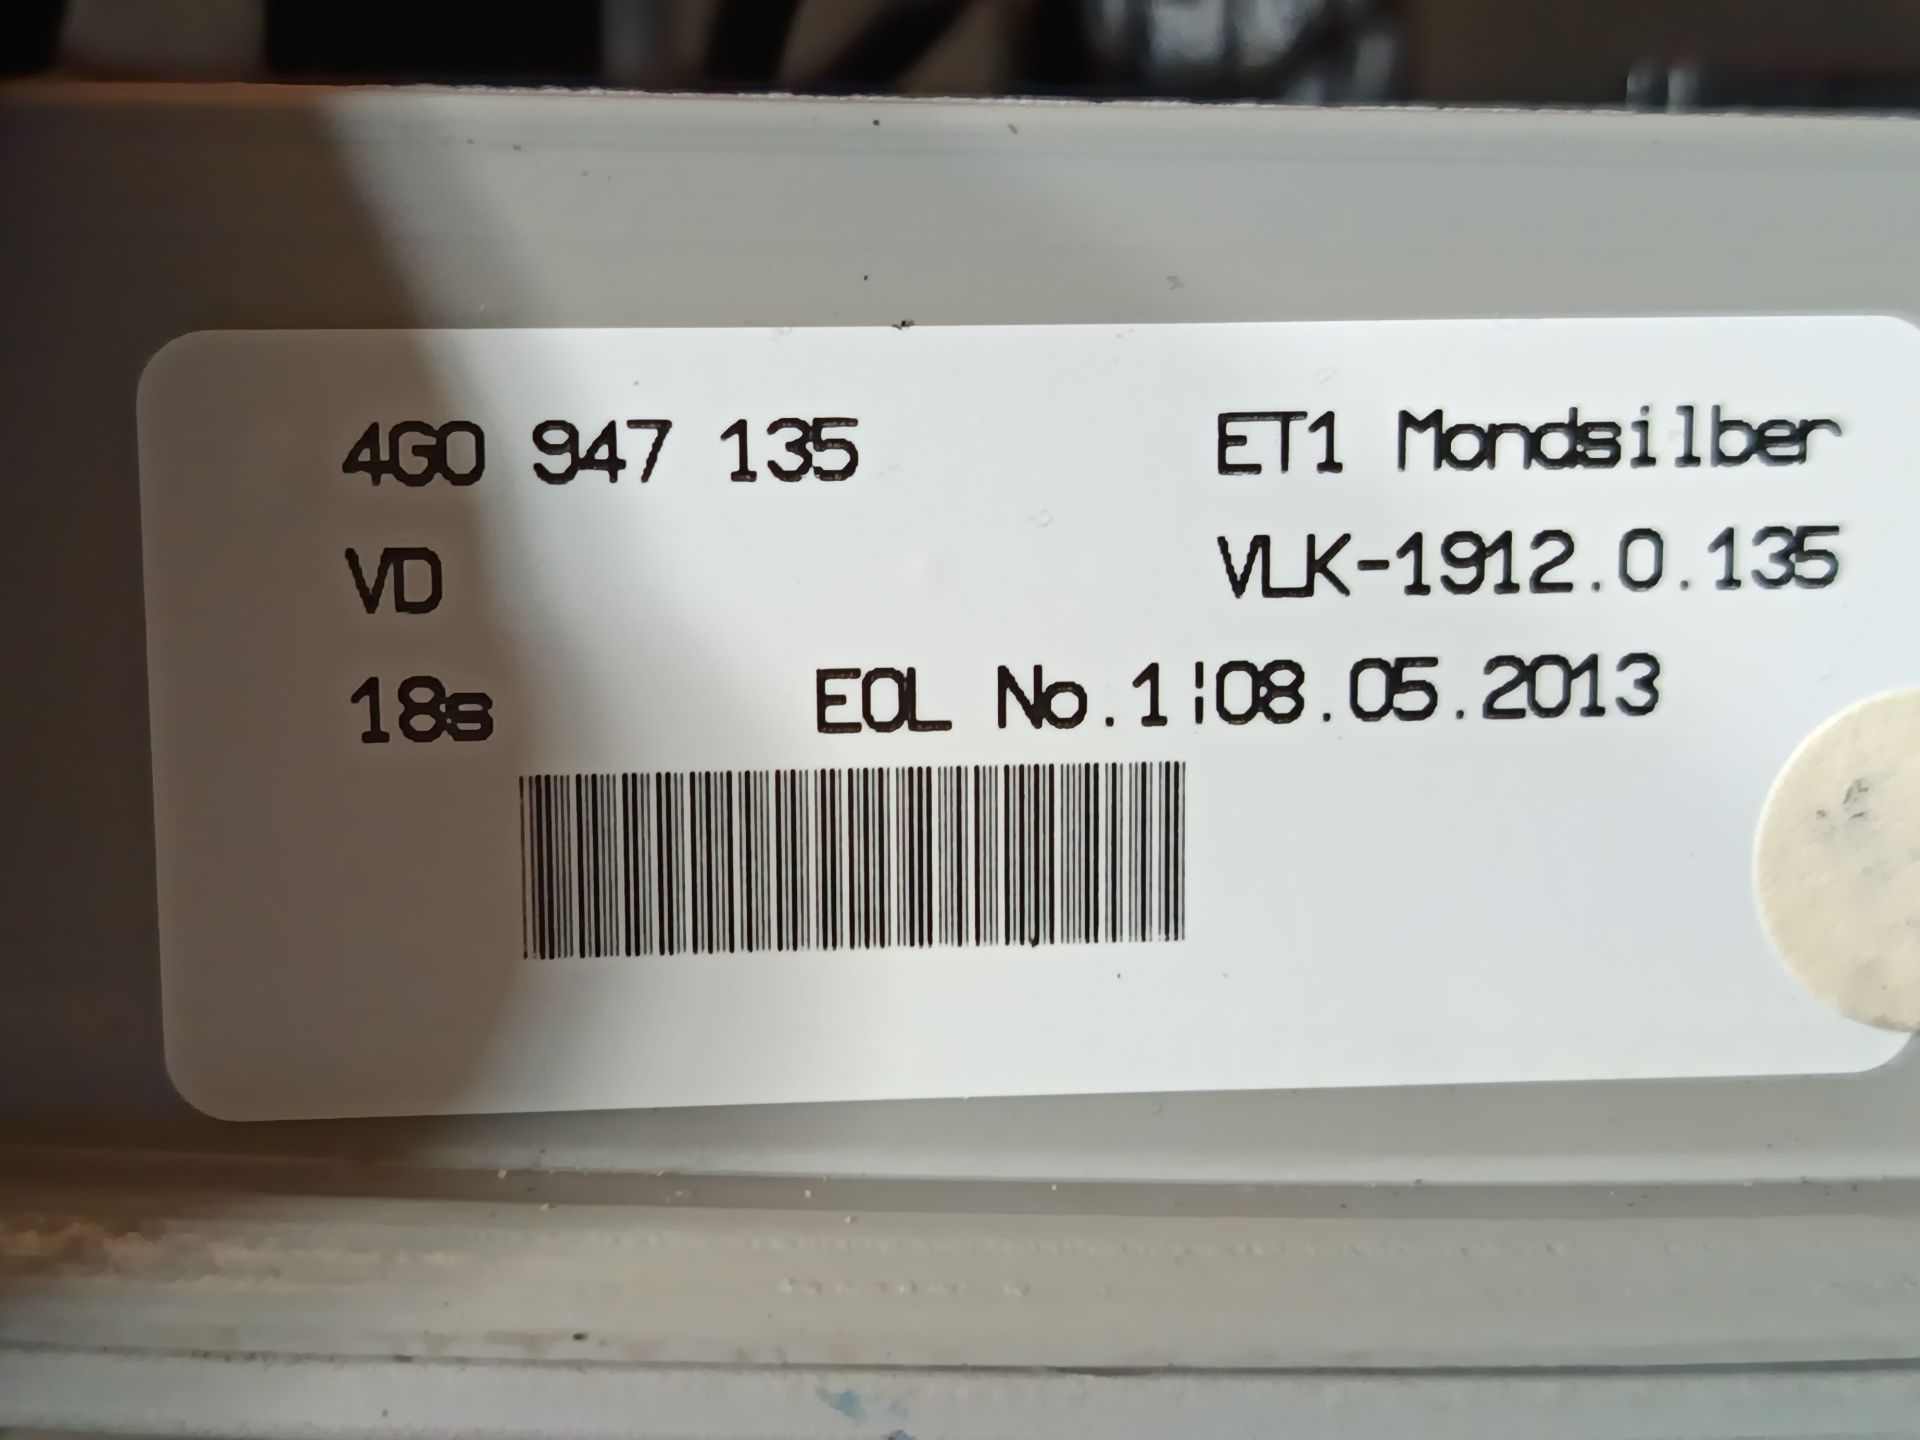 4G0 947 135 ET1 Mondsilber
VD VLK-1912.0.135
18s EOL No.1¦08.05.2013